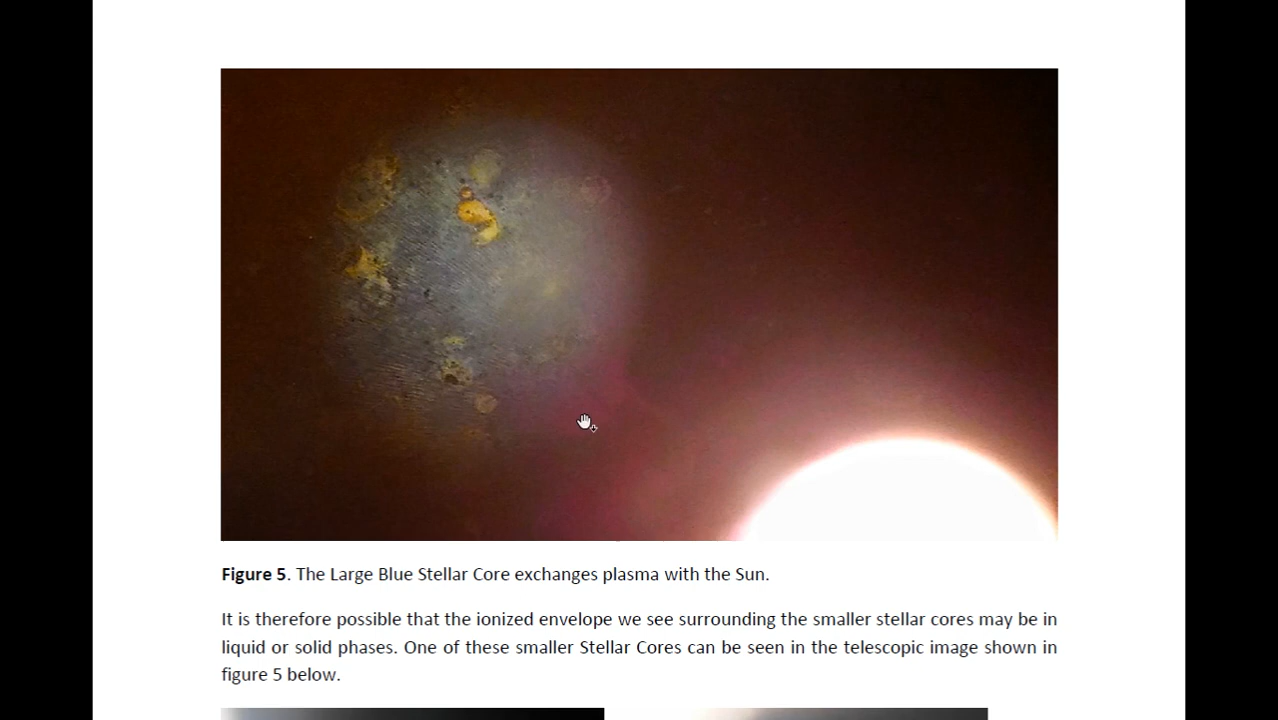 Figure 5. The Large Blue Stellar Core exchanges plasma with the Sun.
It is therefore possible that the ionized envelope we see surrounding the smaller stellar cores may be in
liquid or solid phases. One of these smaller Stellar Cores can be seen in the telescopic image shown in
figure 5 below.